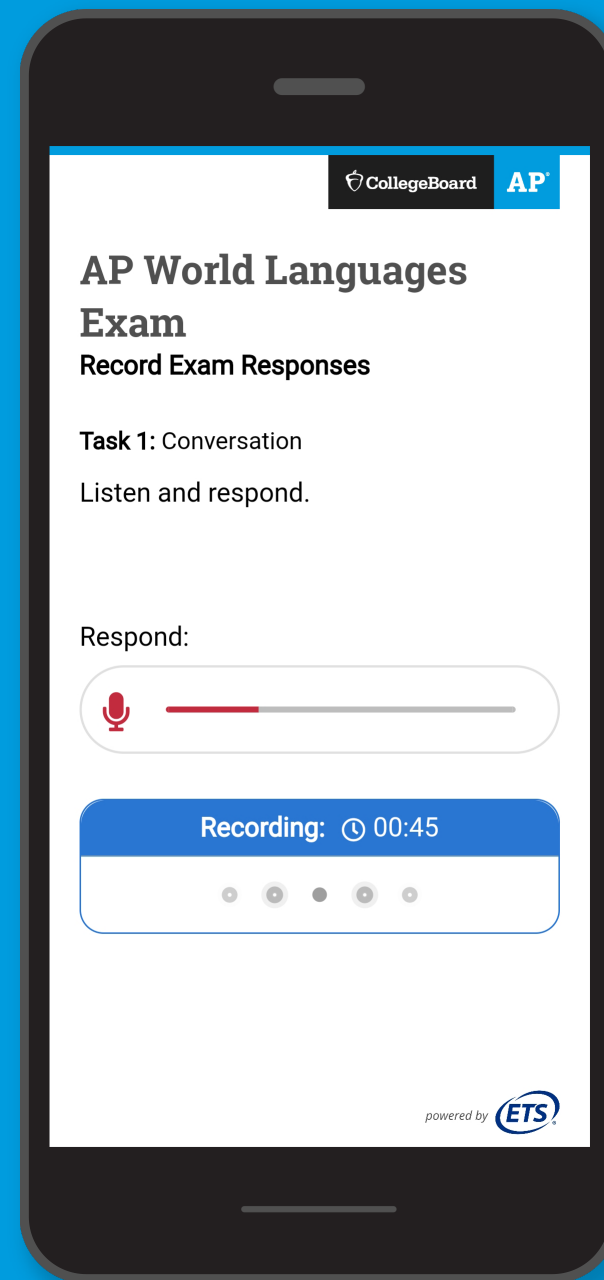 CollegeBoard AP®
AP World Languages
Exam
Record Exam Responses
Task 1: Conversation
Listen and respond.
Respond:
Recording: 00:45
powered by ETS®